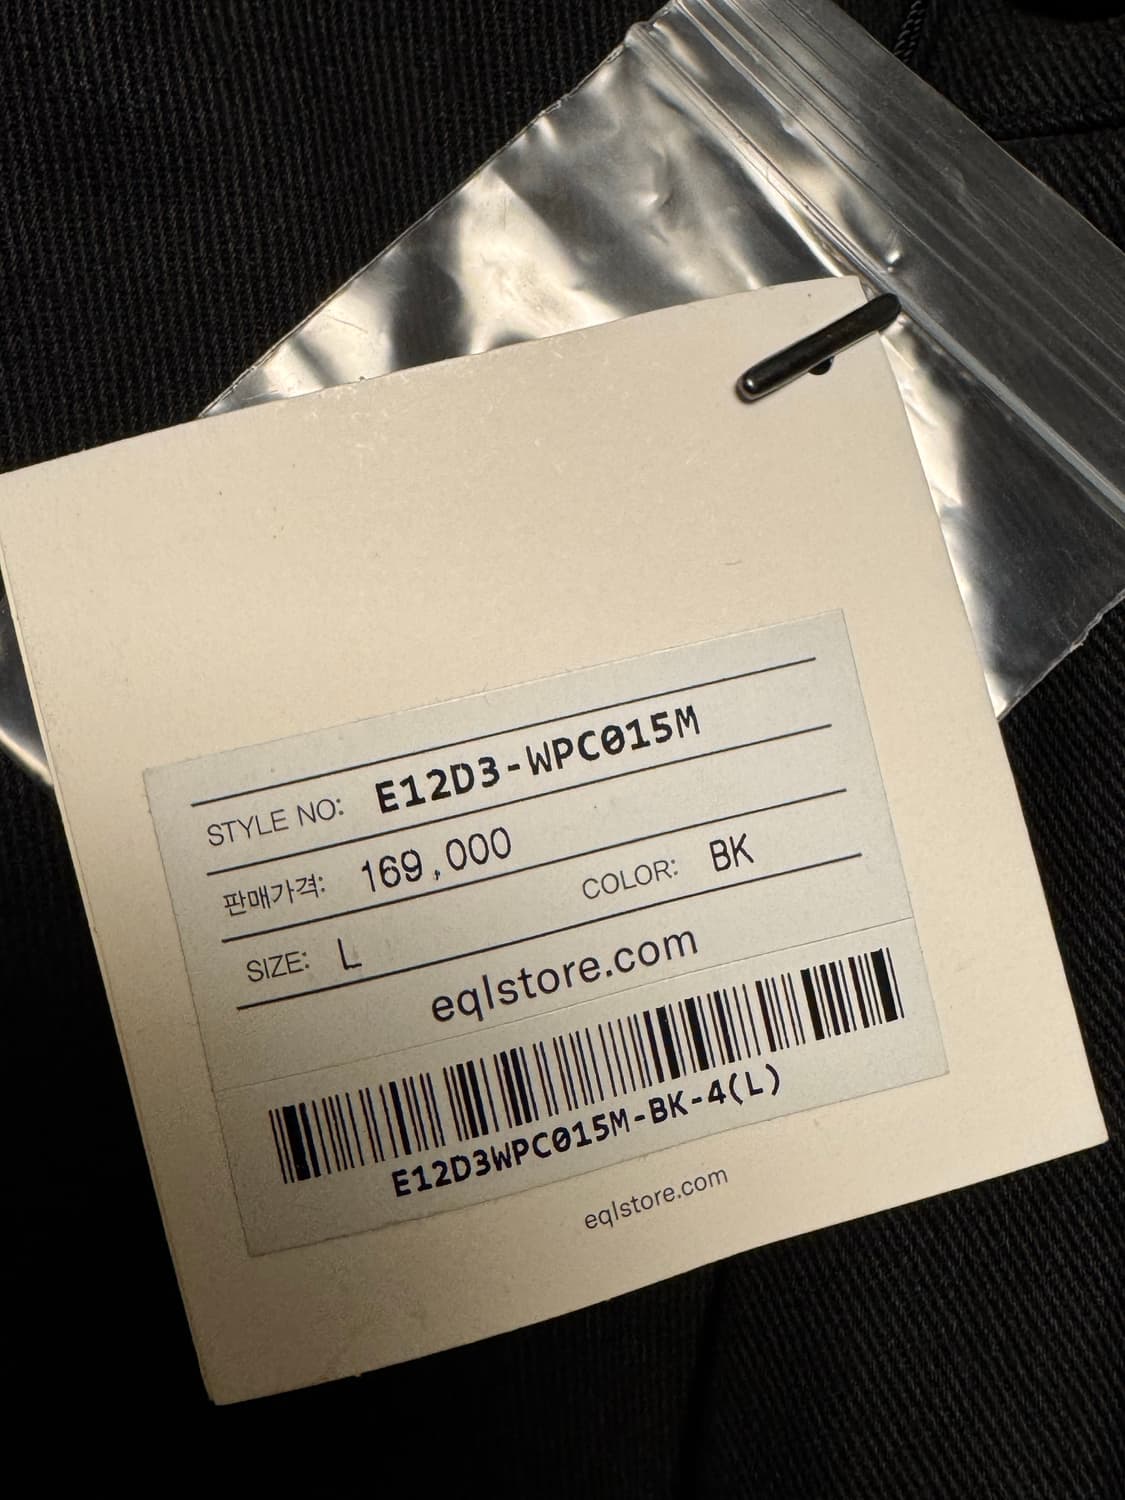 STYLE NO: E12D3-WPC015M
판매가격: 169,000
SIZE: L COLOR: BK
eqlstore.com
E12D3WPC015M-BK-4(L)
eqlstore.com